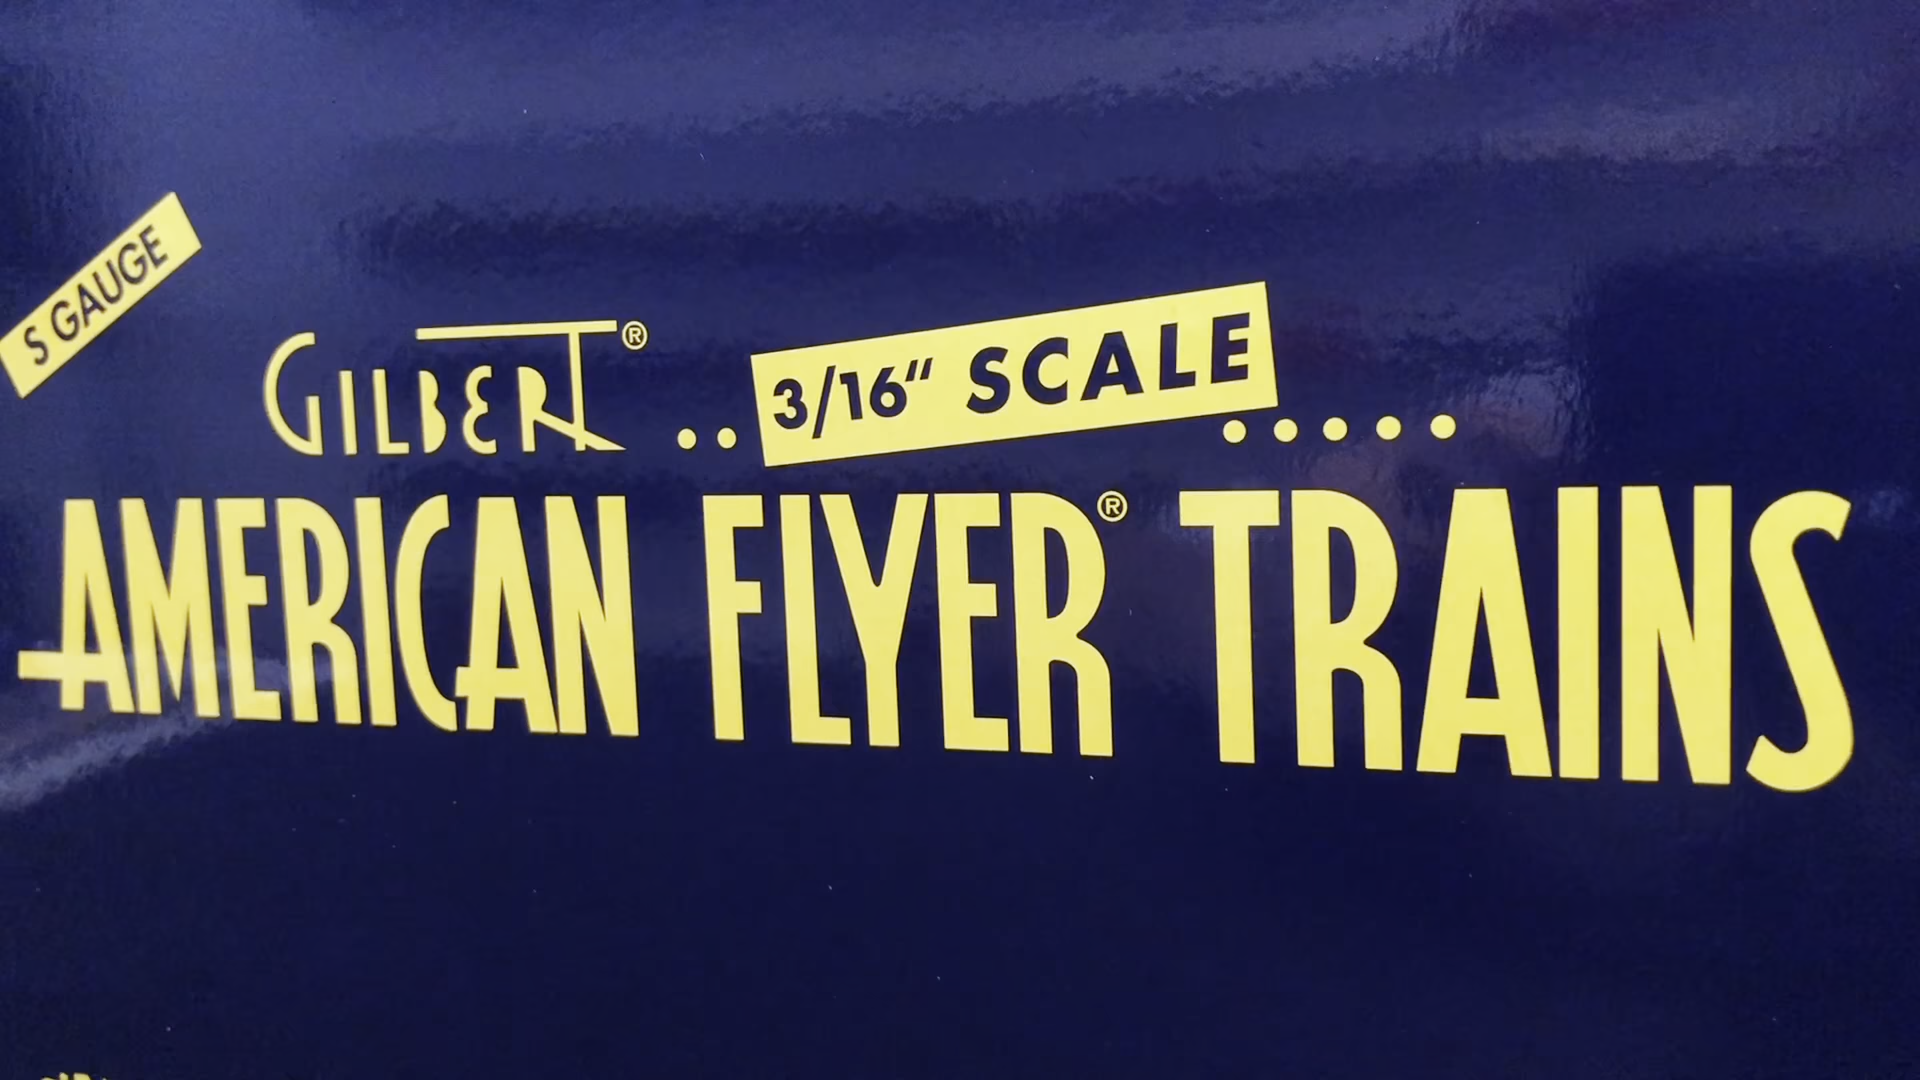 S GAUGE
GILBERT® .. 3/16" SCALE .....
AMERICAN FLYER® TRAINS